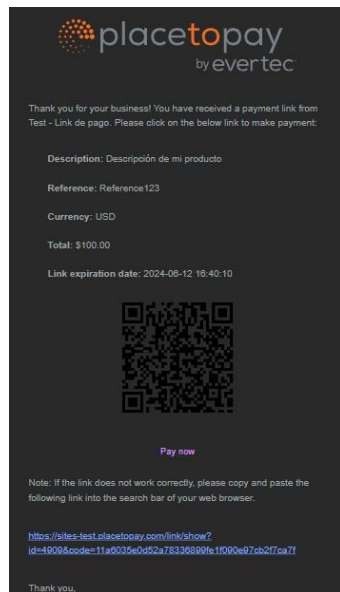 placetopay
by evertec
Thank you for your business! You have received a payment link from
Test - Link de pago. Please click on the below link to make payment:
Description: Descripción de mi producto
Reference: Reference123
Currency: USD
Total: $100.00
Link expiration date: 2024-06-12 16:40:10
Pay now
Note: If the link does not work correctly, please copy and paste the
following link into the search bar of your web browser.
https://sites-test.placetopay.com/link/show?
id=4909&code=11a6035e0d52a78336899fe1f090e97cb2f7ca7f
Thank you,